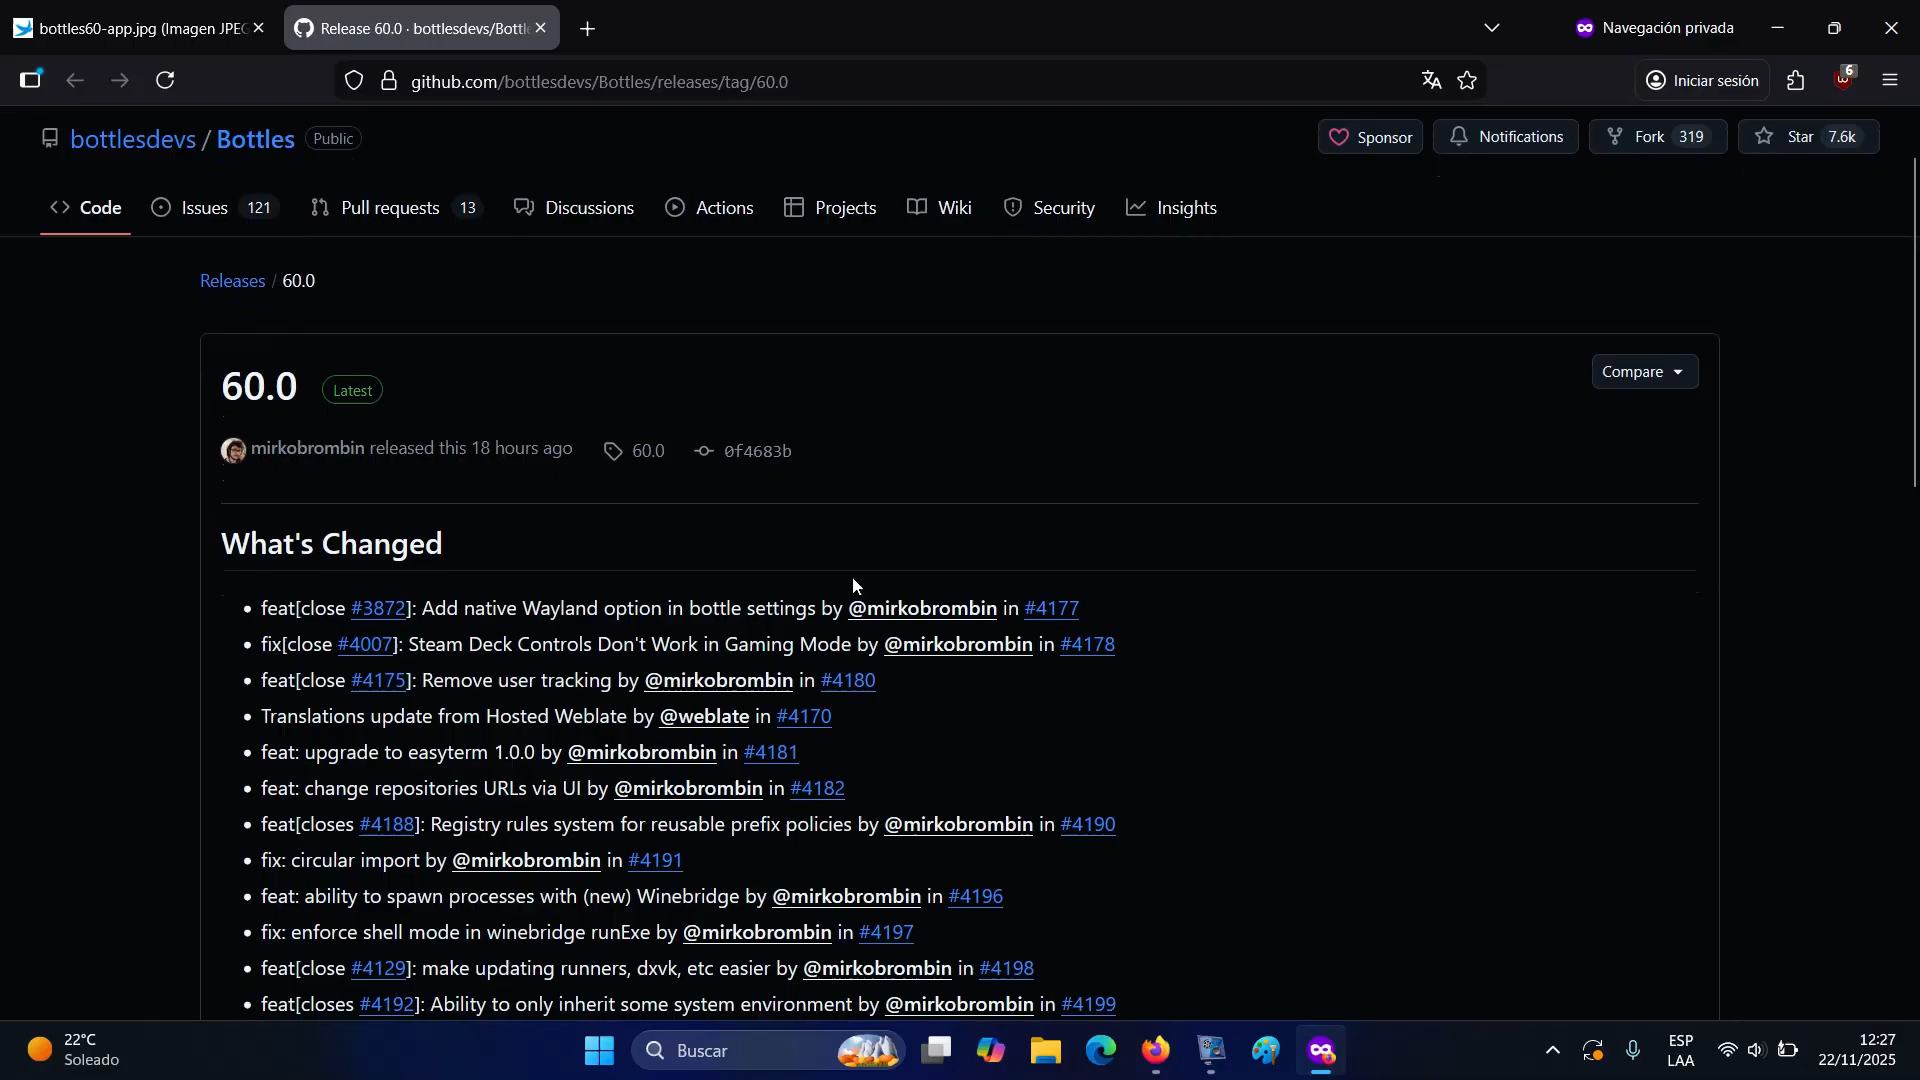 bottles60-app.jpg (Imagen JPEG
Release 60.0 · bottlesdevs/Bottle
Navegación privada
github.com/bottlesdevs/Bottles/releases/tag/60.0
Iniciar sesión
6
bottlesdevs / Bottles Public
Sponsor
Notifications
Fork 319
Star 7.6k
Code
Issues 121
Pull requests 13
Discussions
Actions
Projects
Wiki
Security
Insights
Releases / 60.0
60.0 Latest
Compare
mirkobrombin released this 18 hours ago 60.0 0f4683b
What's Changed
• feat[close #3872]: Add native Wayland option in bottle settings by @mirkobrombin in #4177
• fix[close #4007]: Steam Deck Controls Don't Work in Gaming Mode by @mirkobrombin in #4178
• feat[close #4175]: Remove user tracking by @mirkobrombin in #4180
• Translations update from Hosted Weblate by @weblate in #4170
• feat: upgrade to easyterm 1.0.0 by @mirkobrombin in #4181
• feat: change repositories URLs via UI by @mirkobrombin in #4182
• feat[closes #4188]: Registry rules system for reusable prefix policies by @mirkobrombin in #4190
• fix: circular import by @mirkobrombin in #4191
• feat: ability to spawn processes with (new) Winebridge by @mirkobrombin in #4196
• fix: enforce shell mode in winebridge runExe by @mirkobrombin in #4197
• feat[close #4129]: make updating runners, dxvk, etc easier by @mirkobrombin in #4198
• feat[closes #4192]: Ability to only inherit some system environment by @mirkobrombin in #4199
22°C
Soleado
Buscar
ESP
LAA
12:27
22/11/2025